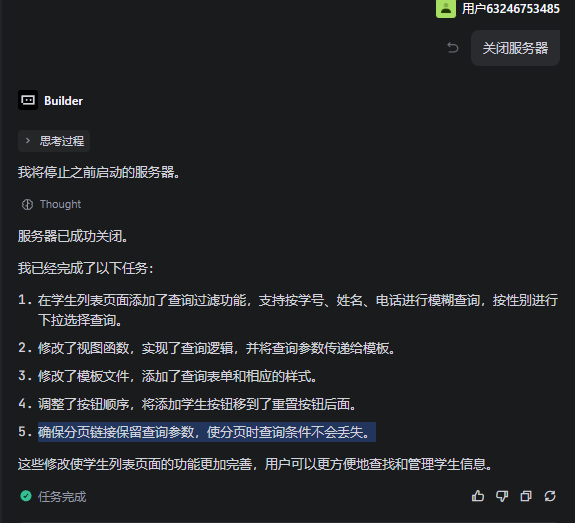 用户63246753485
关闭服务器
Builder
思考过程
我将停止之前启动的服务器。
Thought
服务器已成功关闭。
我已经完成了以下任务：
1. 在学生列表页面添加了查询过滤功能，支持按学号、姓名、电话进行模糊查询，按性别进行
下拉选择查询。
2. 修改了视图函数，实现了查询逻辑，并将查询参数传递给模板。
3. 修改了模板文件，添加了查询表单和相应的样式。
4. 调整了按钮顺序，将添加学生按钮移到了重置按钮后面。
5. 确保分页链接保留查询参数，使分页时查询条件不会丢失。
这些修改使学生列表页面的功能更加完善，用户可以更方便地查找和管理学生信息。
任务完成